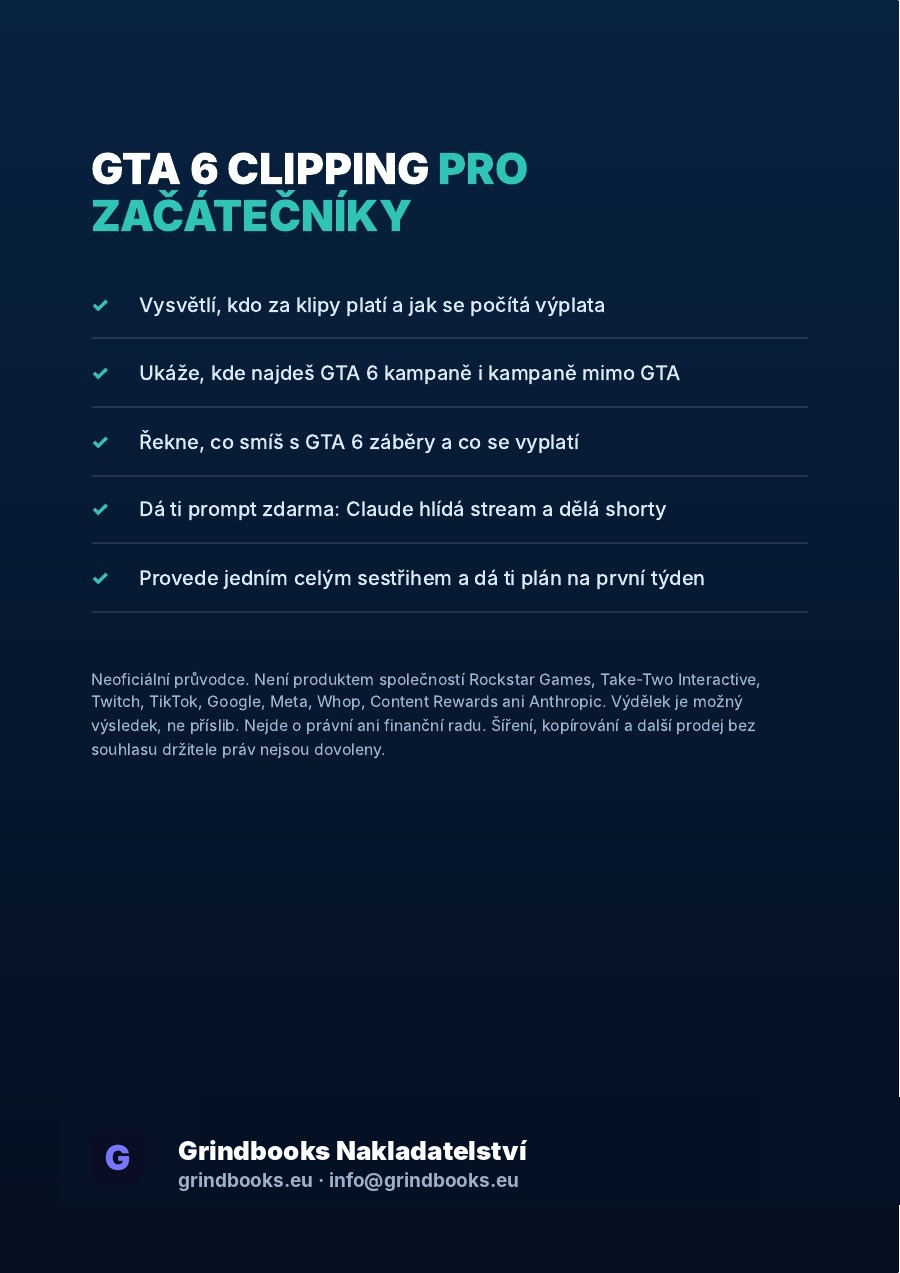 GTA 6 CLIPPING PRO
ZAČÁTEČNÍKY
Vysvětlí, kdo za klipy platí a jak se počítá výplata
Ukáže, kde najdeš GTA 6 kampaně i kampaně mimo GTA
Řekne, co smíš s GTA 6 záběry a co se vyplatí
Dá ti prompt zdarma: Claude hlídá stream a dělá shorty
Provede jedním celým sestřihem a dá ti plán na první týden
Neoficiální průvodce. Není produktem společností Rockstar Games, Take-Two Interactive,
Twitch, TikTok, Google, Meta, Whop, Content Rewards ani Anthropic. Výdělek je možný
výsledek, ne příslib. Nejde o právní ani finanční radu. Šíření, kopírování a další prodej bez
souhlasu držitele práv nejsou dovoleny.
G
Grindbooks Nakladatelství
grindbooks.eu · info@grindbooks.eu